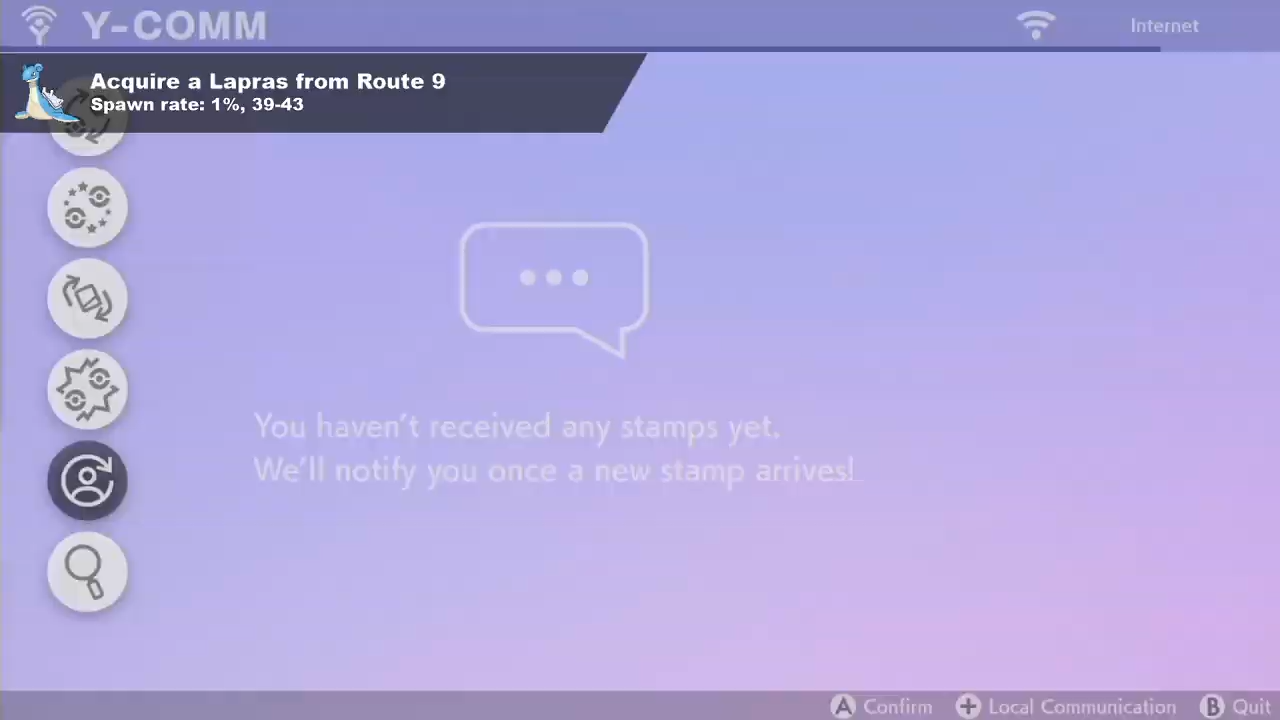 Y-COMM
Internet
Acquire a Lapras from Route 9
Spawn rate: 1%, 39-43
You haven't received any stamps yet.
We'll notify you once a new stamp arrives!
A Confirm + Local Communication B Quit